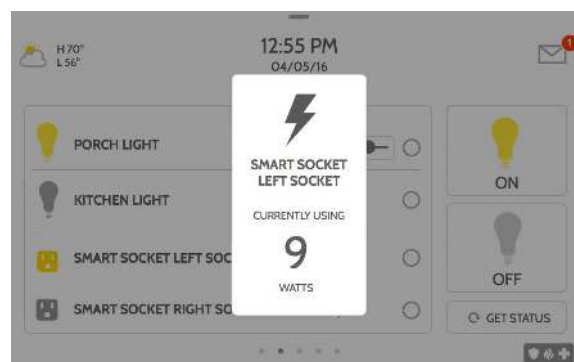 H 70°
L 56°
12:55 PM
04/05/16
1
SMART SOCKET
LEFT SOCKET
CURRENTLY USING
9
WATTS
PORCH LIGHT
KITCHEN LIGHT
SMART SOCKET LEFT SOC
SMART SOCKET RIGHT SO
ON
OFF
GET STATUS